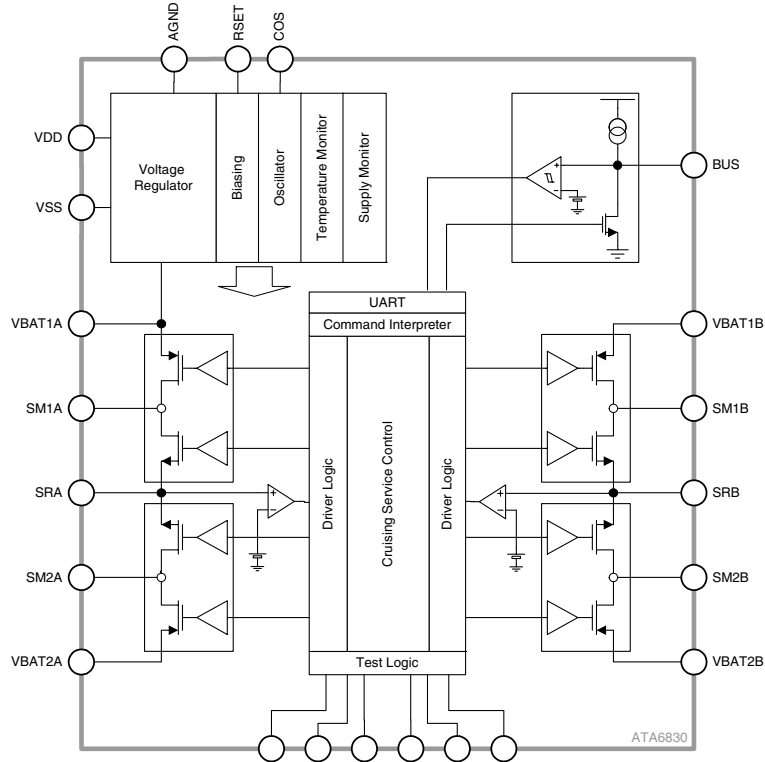 AGND
RSET
COS
VDD
VSS
Voltage
Regulator
Biasing
Oscillator
Temperature Monitor
Supply Monitor
+
-
BUS
UART
Command Interpreter
VBAT1A
VBAT1B
SM1A
SM1B
Driver Logic
Cruising Service Control
Driver Logic
SRA
+
-
+
-
SRB
SM2A
SM2B
VBAT2A
VBAT2B
Test Logic
ATA6830